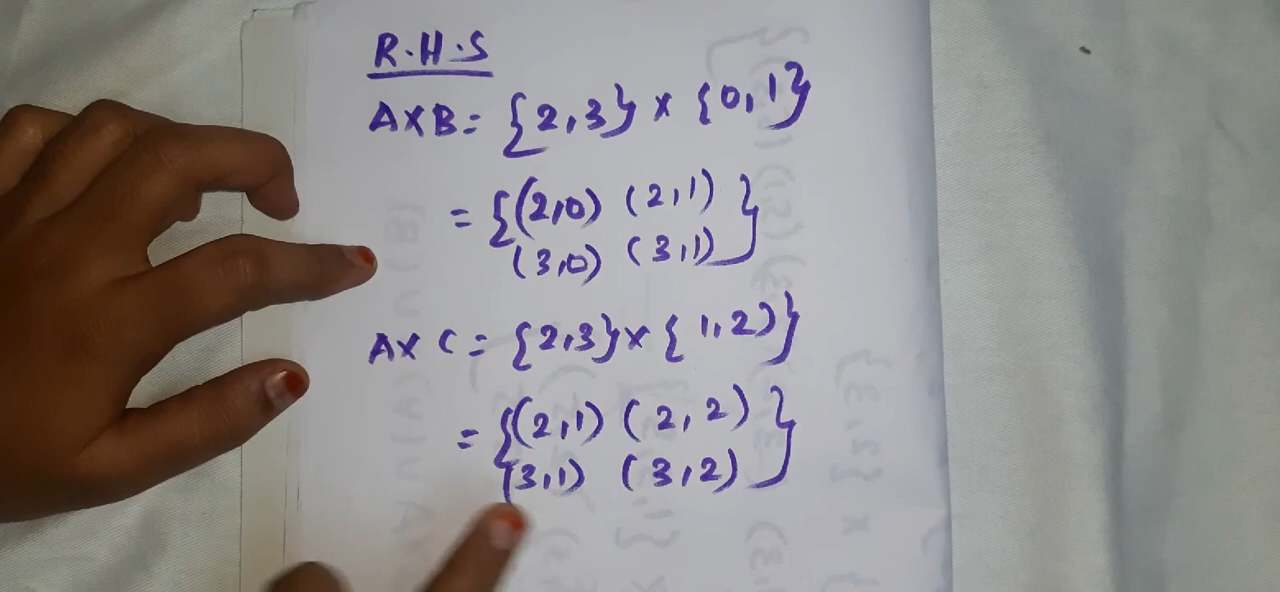 R.H.S
A×B= {2,3} × {0,1}
= {(2,0) (2,1)
(3,0) (3,1)}
A× C = {2,3}×{ 1,2)}
= {(2,1) (2,2)
(3,1) (3,2)}